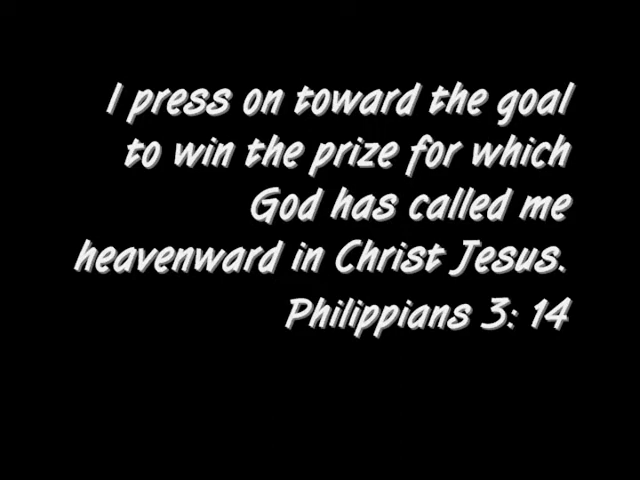 I press on toward the goal
to win the prize for which
God has called me
heavenward in Christ Jesus.
Philippians 3: 14